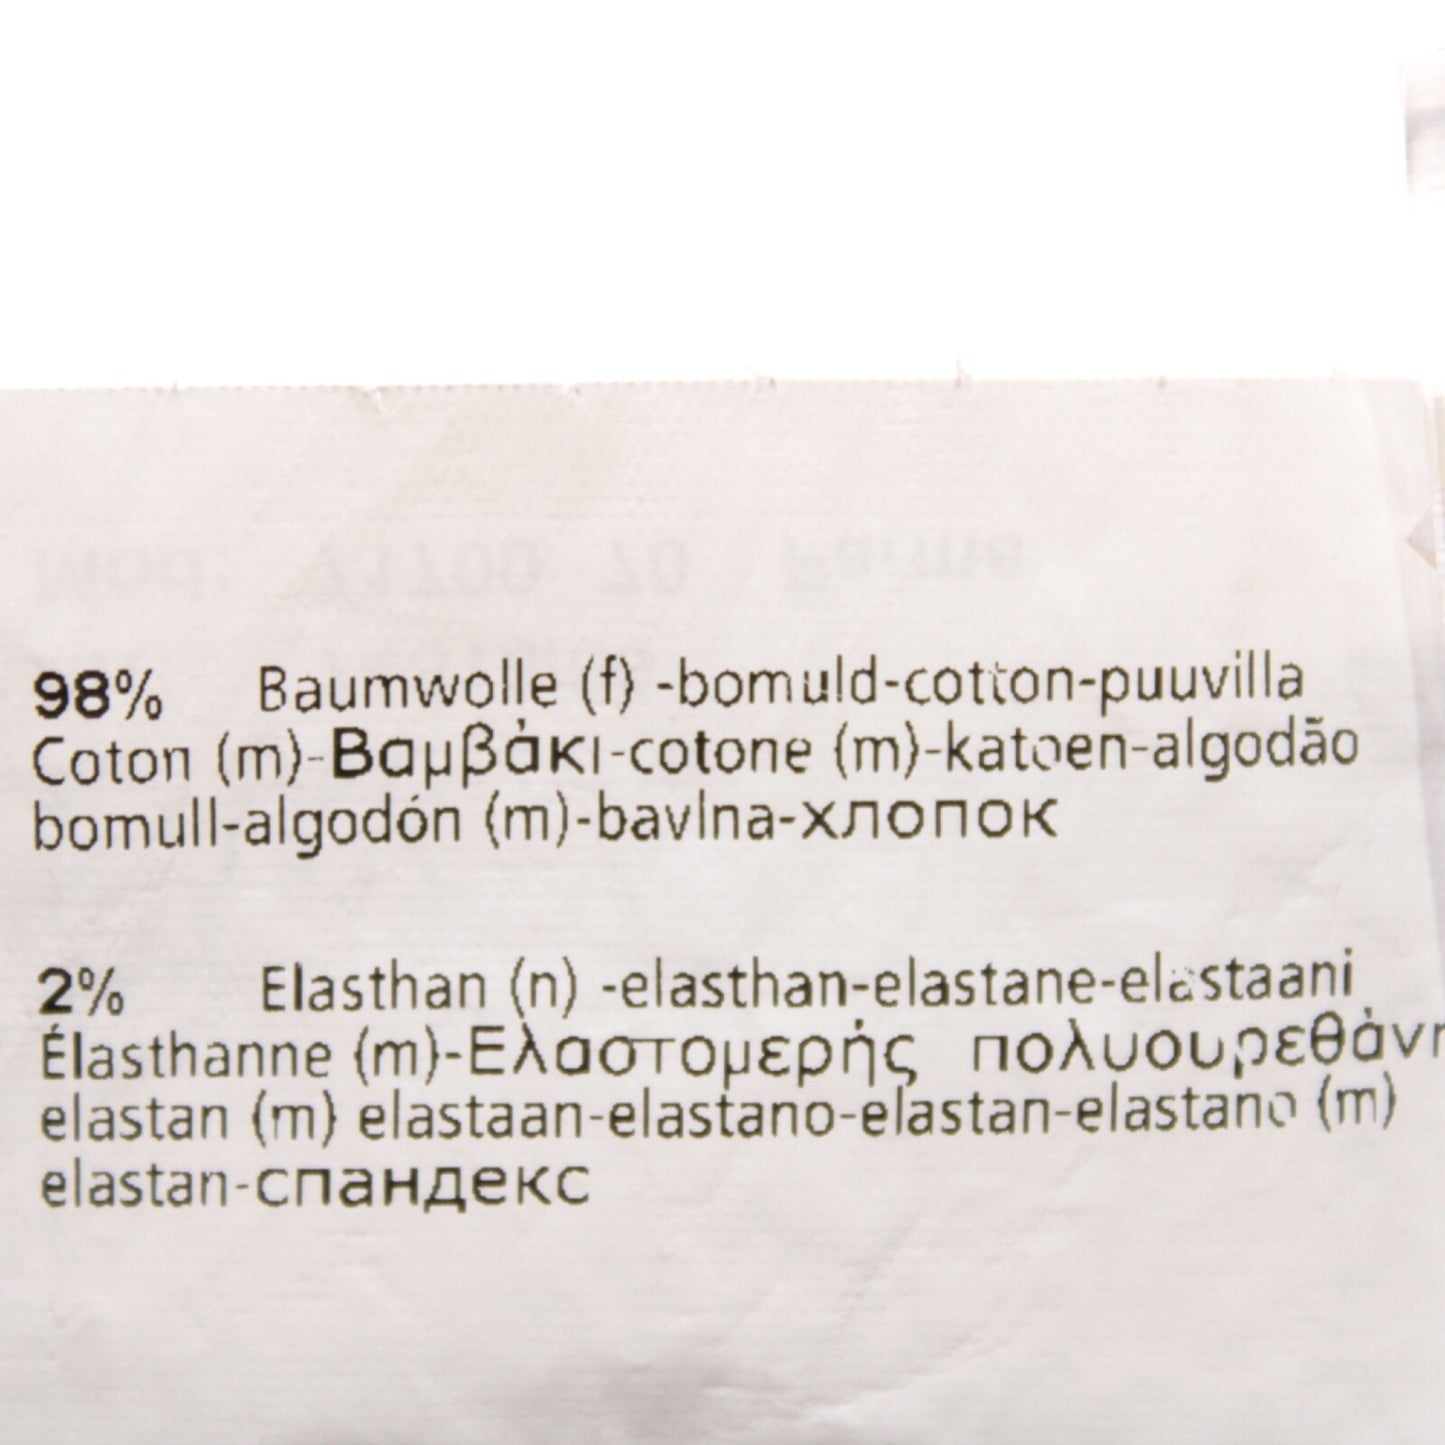 98% Baumwolle (f) -bomuld-cotton-puuvilla
Coton (m)-Βαμβάκι-cotone (m)-katoen-algodão
bomull-algodón (m)-bavlna-хлопок
2% Elasthan (n) -elasthan-elastane-elastaani
Élasthanne (m)-Ελαστομερής
elastan (m) elastaan-elastano-elastan-elastano (m)
elastan-спандекс